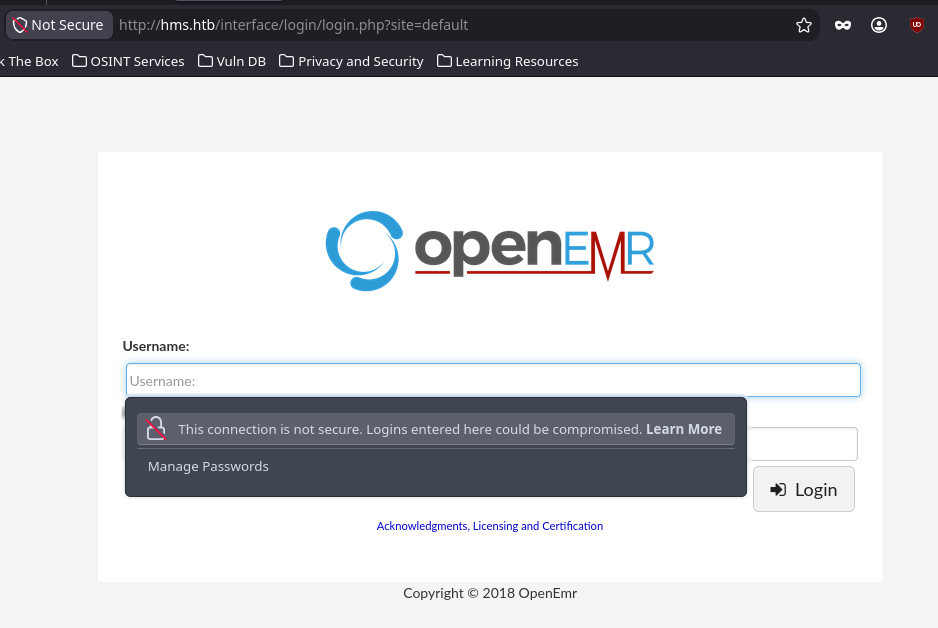 Not Secure http://hms.htb/interface/login/login.php?site=default
k The Box OSINT Services Vuln DB Privacy and Security Learning Resources
openEMR
Username:
Username:
This connection is not secure. Logins entered here could be compromised. Learn More
Manage Passwords
Login
Acknowledgments, Licensing and Certification
Copyright © 2018 OpenEmr